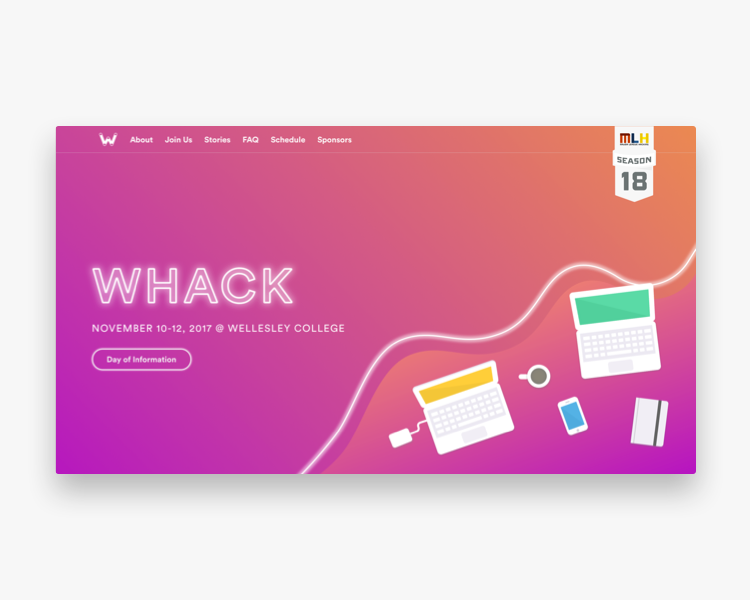 W About Join Us Stories FAQ Schedule Sponsors
MLH
SEASON
18
WHACK
NOVEMBER 10-12, 2017 @ WELLESLEY COLLEGE
Day of Information